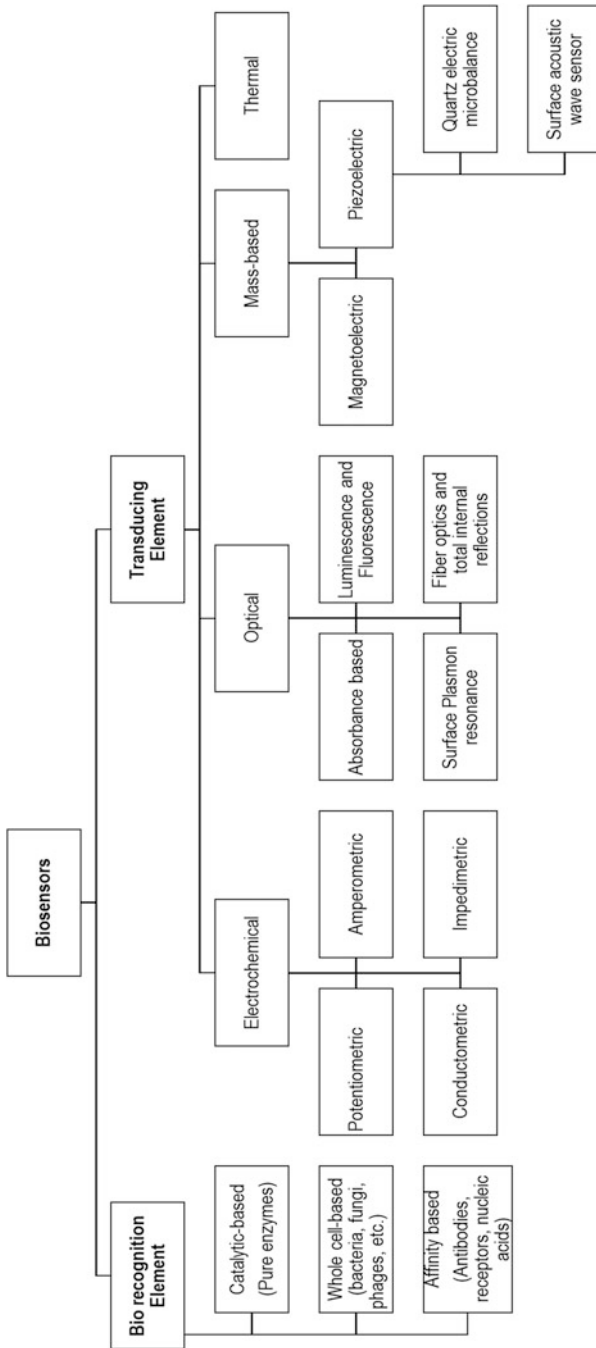 Biosensors
Bio recognition
Element
Transducing
Element
Catalytic-based
(Pure enzymes)
Whole cell-based
(bacteria, fungi,
phages, etc.)
Affinity based
(Antibodies,
receptors, nucleic
acids)
Electrochemical
Potentiometric
Amperometric
Conductometric
Impedimetric
Optical
Absorbance based
Luminescence and
Fluorescence
Surface Plasmon
resonance
Fiber optics and
total internal
reflections
Mass-based
Magnetoelectric
Piezoelectric
Quartz electric
microbalance
Surface acoustic
wave sensor
Thermal